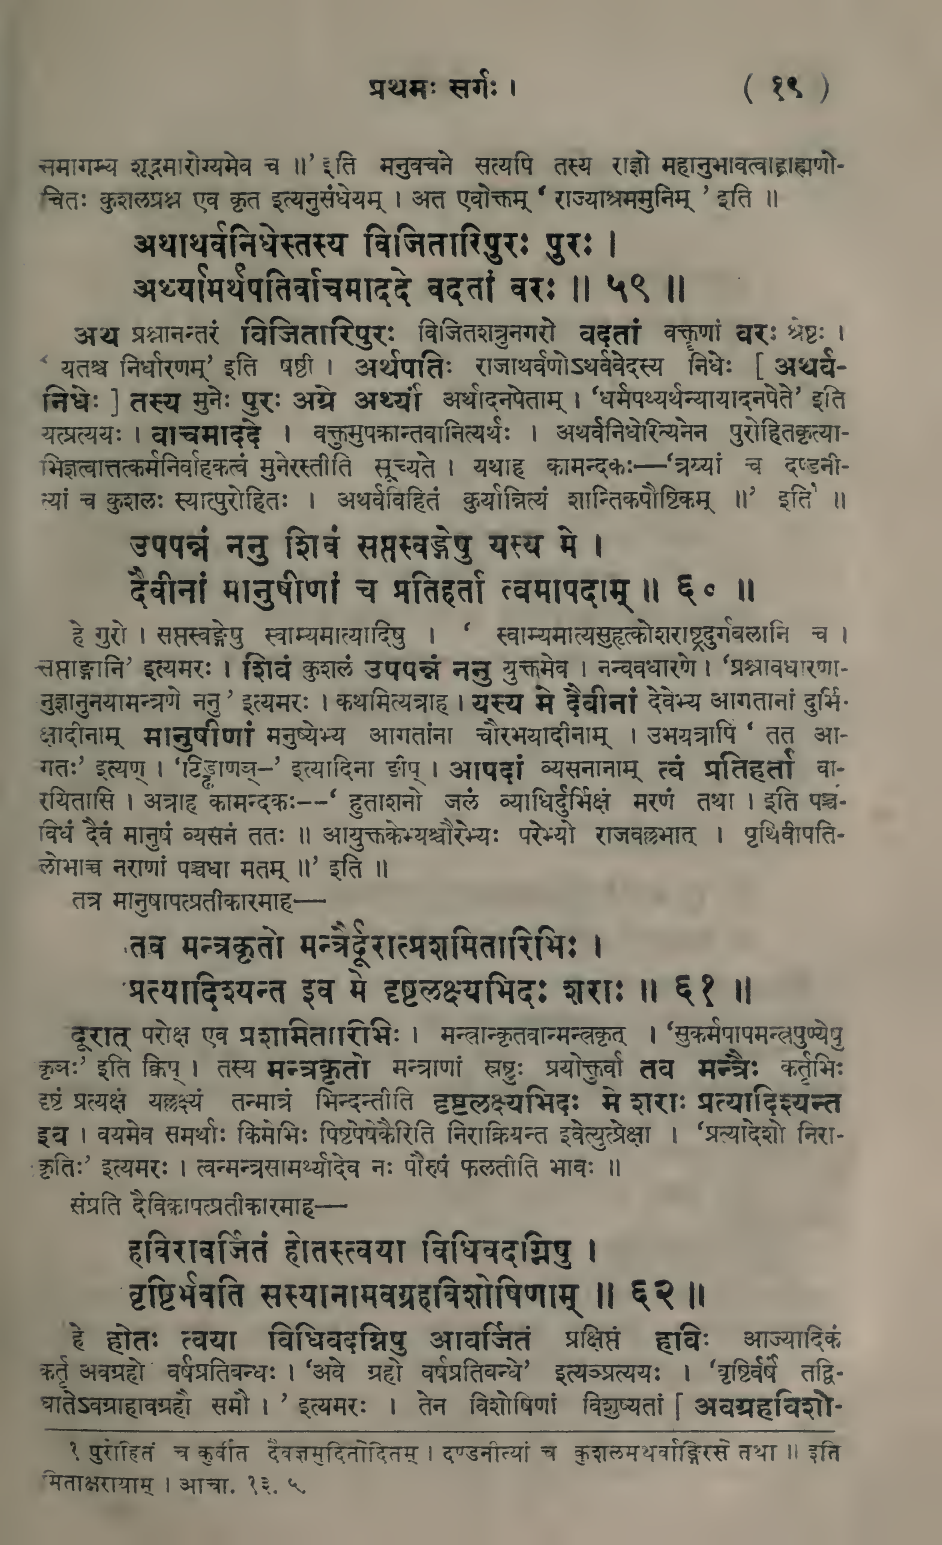 प्रथमः सर्गः ।
( १९ )
समागम्य शूद्रमारोग्यमेव च ॥’ इति मनुवचने सत्यपि तस्य राज्ञो महानुभावत्वाद्ब्राह्मणो-
चितः कुशलप्रश्न एव कृत इत्यनुसंधेयम् । अत एवोक्तम् ‘ राज्याश्रममुनिम् ’ इति ॥
अथाथर्वनिधेस्तस्य विजितारिपुरः पुरः ।
अर्थ्यामर्थपतिर्वाचमाददे वदतां वरः ॥ ५९ ॥
अथ प्रश्नानन्तरं विजितारिपुरः विजितशत्रुनगरो वदतां वक्तॄणां वरः श्रेष्ठः ।
‘ यतश्च निर्धारणम्’ इति षष्ठी । अर्थपतिः राजाथर्वणोऽथर्ववेदस्य निधेः [ अथर्व-
निधेः ] तस्य मुनेः पुरः अग्रे अर्थ्यां अर्थादनपेताम् । ‘धर्मपथ्यर्थन्यायादनपेते’ इति
यत्प्रत्ययः । वाचमाददे । वक्तुमुपक्रान्तवानित्यर्थः । अथर्वनिधेरित्यनेन पुरोहितकृत्या-
भिज्ञत्वात्तत्कर्मनिर्वाहकत्वं मुनेरस्तीति सूच्यते । यथाह कामन्दकः—‘त्रय्यां च दण्डनी-
त्यां च कुशलः स्यात्पुरोहितः । अथर्वविहितं कुर्यान्नित्यं शान्तिकपौष्टिकम् ॥’ इति१ ॥
उपपन्नं ननु शिवं सप्तस्वङ्गेषु यस्य मे ।
दैवीनां मानुषीणां च प्रतिहर्ता त्वमापदाम् ॥ ६० ॥
हे गुरो । सप्तस्वङ्गेषु स्वाम्यमात्यादिषु । ‘ स्वाम्यमात्यसुहृत्कोशराष्ट्रदुर्गबलानि च ।
सप्ताङ्गानि’ इत्यमरः । शिवं कुशलं उपपन्नं ननु युक्तमेव । नन्ववधारणे । ‘प्रश्नावधारणा-
नुज्ञानुनयामन्त्रणे ननु ’ इत्यमरः । कथमित्यत्राह । यस्य मे दैवीनां देवेभ्य आगतानां दुर्भि-
क्षादीनाम् मानुषीणां मनुष्येभ्य आगतांना चौरभयादीनाम् । उभयत्रापि ‘ तत आ-
गतः’ इत्यण् । ‘टिड्ढाणञ्–’ इत्यादिना ङीप् । आपदां व्यसनानाम् त्वं प्रतिहर्ता वा-
रयितासि । अत्राह कामन्दकः--‘ हुताशनो जलं व्याधिर्दुर्भिक्षं मरणं तथा । इति पञ्च-
विधं दैवं मानुषं व्यसनं ततः ॥ आयुक्तकेभ्यश्चौरेभ्यः परेभ्यो राजवल्लभात् । पृथिवीपति-
लोभाच्च नराणां पञ्चधा मतम् ॥’ इति ॥
तत्र मानुषापत्प्रतीकारमाह—
तव मन्त्रकृतो मन्त्रैर्दूरात्प्रशमितारिभिः ।
प्रत्यादिश्यन्त इव मे दृष्टलक्ष्यभिदः शराः ॥ ६१ ॥
दूरात् परोक्ष एव प्रशमितारिभिः । मन्त्रान्कृतवान्मन्त्रकृत् । ‘सुकर्मपापमन्त्रपुण्येषु
कृञः’ इति क्विप् । तस्य मन्त्रकृतो मन्त्राणां स्रष्टुः प्रयोक्तुर्वा तव मन्त्रैः कर्तृभिः
दृष्टं प्रत्यक्षं यल्लक्ष्यं तन्मात्रं भिन्दन्तीति दृष्टलक्ष्यभिदः मे शराः प्रत्यादिश्यन्त
इव । वयमेव समर्थाः किमेभिः पिष्टपेषकैरिति निराक्रियन्त इवेत्युत्प्रेक्षा । ‘प्रत्यादेशो निरा-
कृतिः’ इत्यमरः । त्वन्मन्त्रसामर्थ्यादेव नः पौरुषं फलतीति भावः ॥
संप्रति दैविकापत्प्रतीकारमाह—
हविरावर्जितं होतस्त्वया विधिवदग्निषु ।
वृष्टिर्भवति सस्यानामवग्रहविशोषिणाम् ॥ ६२ ॥
हे होतः त्वया विधिवदग्निषु आवर्जितं प्रक्षिप्तं हविः आज्यादिकं
कर्तृ अवग्रहो वर्षप्रतिबन्धः । ‘अवे ग्रहो वर्षप्रतिबन्धे’ इत्यञ्प्रत्ययः । ‘वृष्टिर्वर्षं तद्वि-
घातेऽवग्राहावग्रहौ समौ । ’ इत्यमरः । तेन विशोषिणां विशुष्यतां [ अवग्रहविशो-
१ पुरोहितं च कुर्वीत दैवज्ञमुदितोदितम् । दण्डनीत्यां च कुशलमथर्वाङ्गिरसे तथा ॥ इति
मिताक्षरायाम् । आचा. १३. ५.